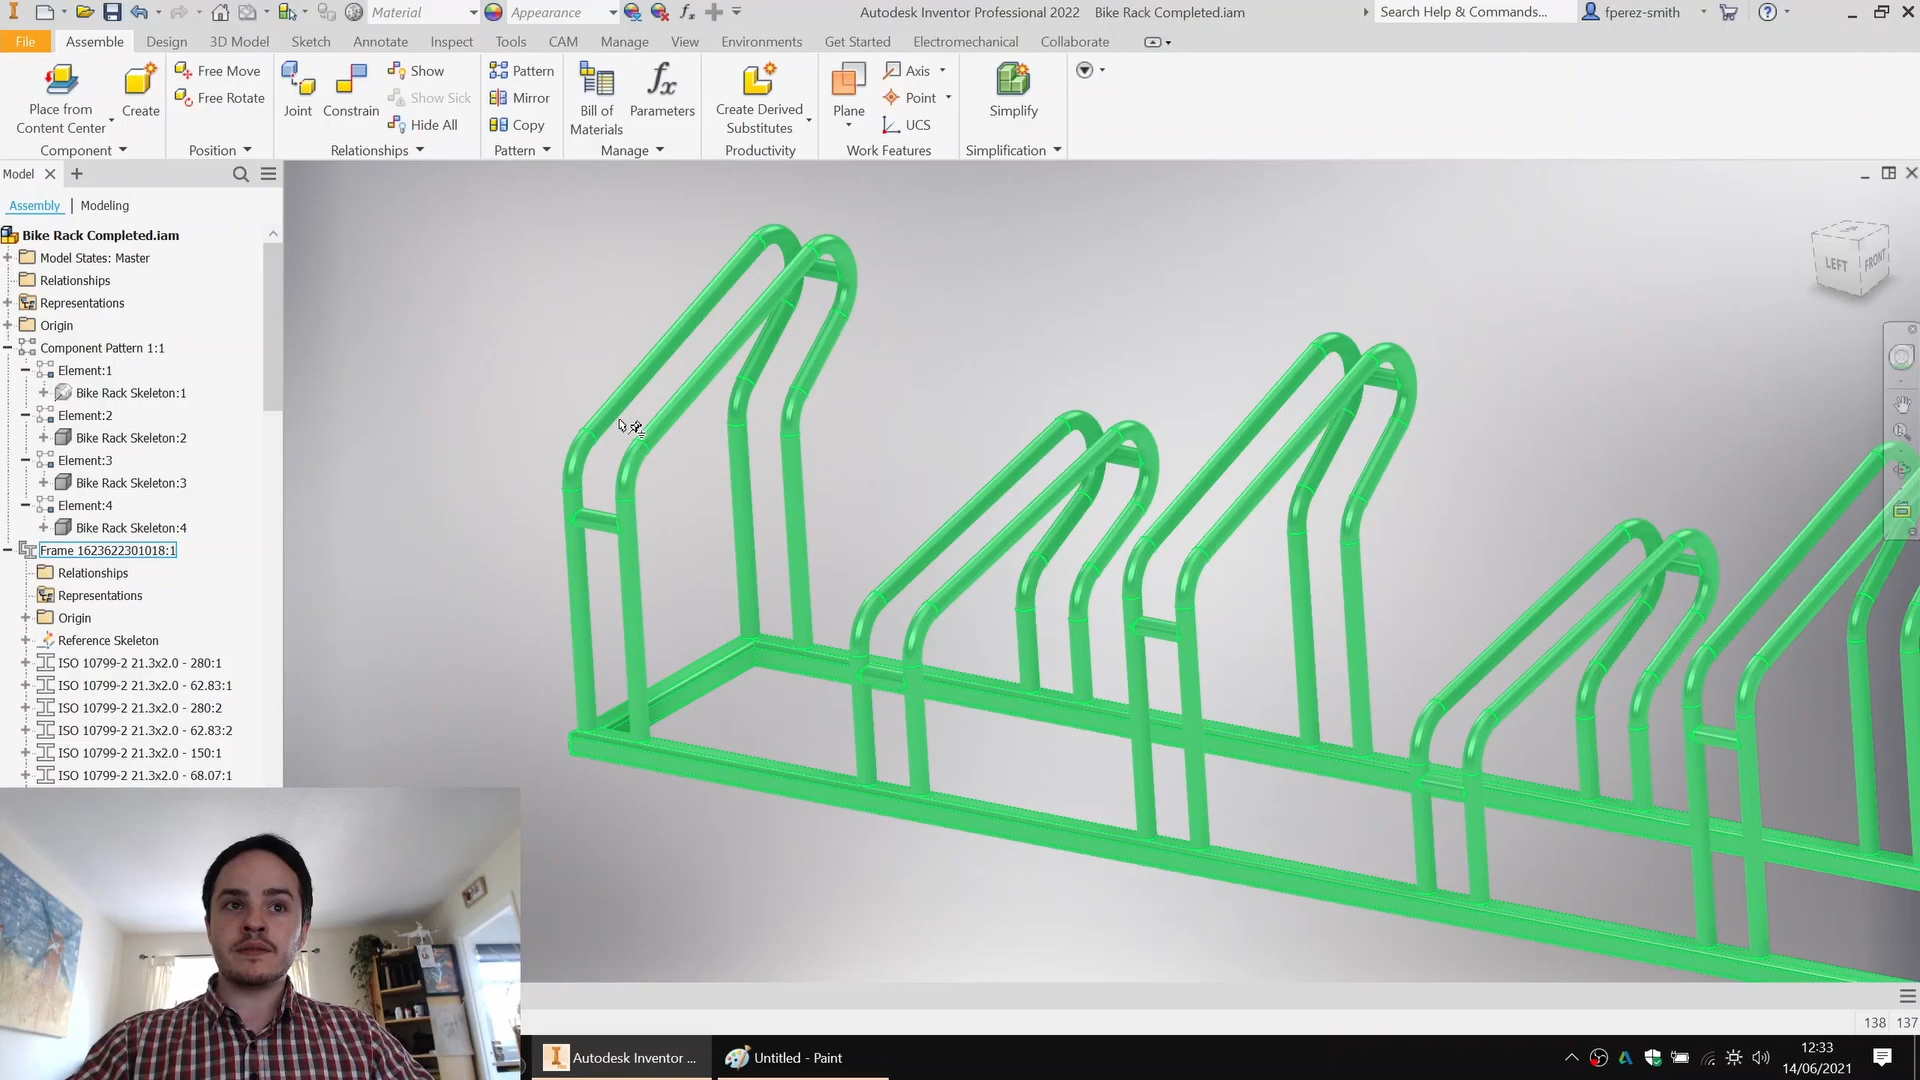 Material
Appearance
Autodesk Inventor Professional 2022 Bike Rack Completed.iam
Search Help & Commands...
fperez-smith
File
Assemble
Design
3D Model
Sketch
Annotate
Inspect
Tools
CAM
Manage
View
Environments
Get Started
Electromechanical
Collaborate
Place from
Content Center
Create
Free Move
Free Rotate
Joint
Constrain
Show
Show Sick
Hide All
Pattern
Mirror
Copy
Bill of
Materials
Parameters
Create Derived
Substitutes
Plane
Axis
Point
UCS
Simplify
Component
Position
Relationships
Pattern
Manage
Productivity
Work Features
Simplification
Model
Assembly | Modeling
Bike Rack Completed.iam
Model States: Master
Relationships
Representations
Origin
Component Pattern 1:1
Element:1
Bike Rack Skeleton:1
Element:2
Bike Rack Skeleton:2
Element:3
Bike Rack Skeleton:3
Element:4
Bike Rack Skeleton:4
Frame 1623622301018:1
Relationships
Representations
Origin
Reference Skeleton
ISO 10799-2 21.3x2.0 - 280:1
ISO 10799-2 21.3x2.0 - 62.83:1
ISO 10799-2 21.3x2.0 - 280:2
ISO 10799-2 21.3x2.0 - 62.83:2
ISO 10799-2 21.3x2.0 - 150:1
ISO 10799-2 21.3x2.0 - 68.07:1
LEFT
FRONT
138 137
Autodesk Inventor ...
Untitled - Paint
12:33
14/06/2021